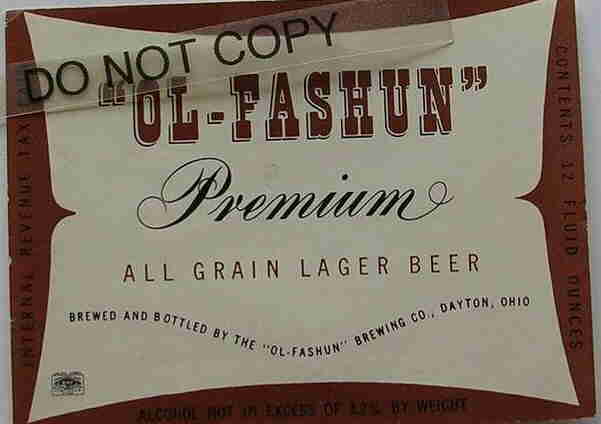 DO NOT COPY
"OL-FASHUN"
Premium
ALL GRAIN LAGER BEER
BREWED AND BOTTLED BY THE "OL-FASHUN" BREWING CO., DAYTON, OHIO
INTERNAL REVENUE TAX
CONTENTS 12 FLUID OUNCES
ALCOHOL NOT IN EXCESS OF 3.2% BY WEIGHT